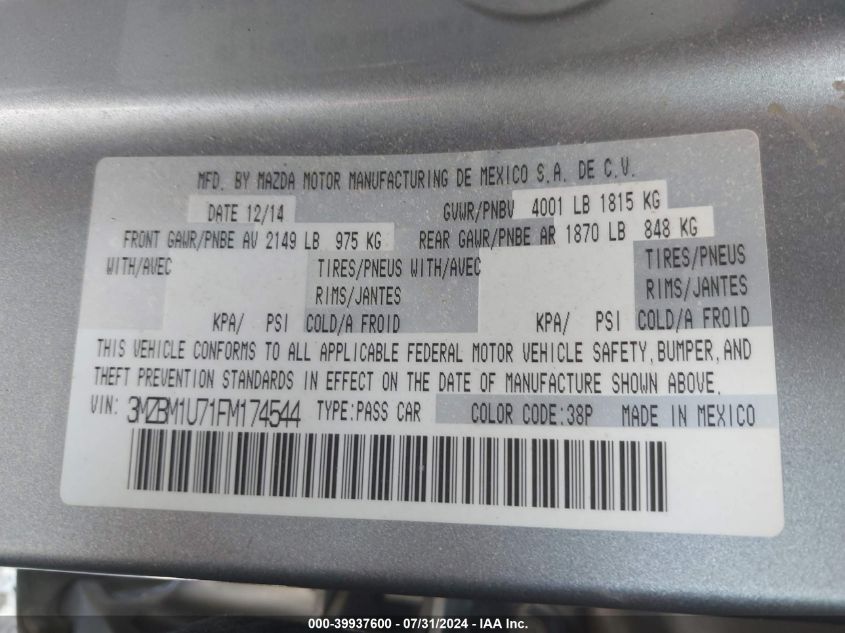 MFD. BY MAZDA MOTOR MANUFACTURING DE MEXICO S.A. DE C.V.
DATE 12/14 GVWR/PNBV 4001 LB 1815 KG
FRONT GAWR/PNBE AV 2149 LB 975 KG REAR GAWR/PNBE AR 1870 LB 848 KG
WITH/AVEC TIRES/PNEUS WITH/AVEC TIRES/PNEUS
RIMS/JANTES RIMS/JANTES
KPA/ PSI COLD/A FROID KPA/ PSI COLD/A FROID
THIS VEHICLE CONFORMS TO ALL APPLICABLE FEDERAL MOTOR VEHICLE SAFETY, BUMPER, AND
THEFT PREVENTION STANDARDS IN EFFECT ON THE DATE OF MANUFACTURE SHOWN ABOVE.
VIN: 3MZBM1U71FM174544 TYPE:PASS CAR COLOR CODE:38P MADE IN MEXICO
000-39937600 / 07/31/2024 - IAA Inc.